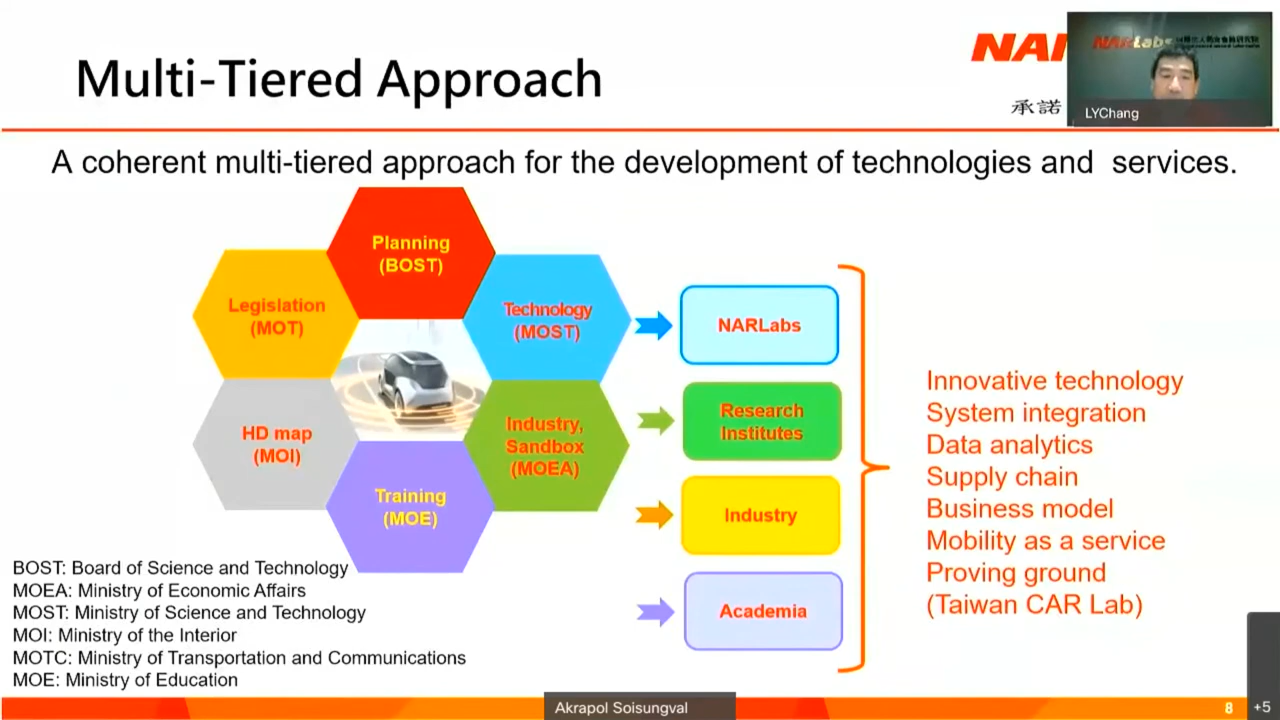 Multi-Tiered Approach
NAR
承諾
NARLabs
LYChang
A coherent multi-tiered approach for the development of technologies and services.
Planning
(BOST)
Legislation
(MOT)
Technology
(MOST)
HD map
(MOI)
Industry,
Sandbox
(MOEA)
Training
(MOE)
NARLabs
Research
Institutes
Industry
Academia
Innovative technology
System integration
Data analytics
Supply chain
Business model
Mobility as a service
Proving ground
(Taiwan CAR Lab)
BOST: Board of Science and Technology
MOEA: Ministry of Economic Affairs
MOST: Ministry of Science and Technology
MOI: Ministry of the Interior
MOTC: Ministry of Transportation and Communications
MOE: Ministry of Education
Akrapol Soisungval
8
+5